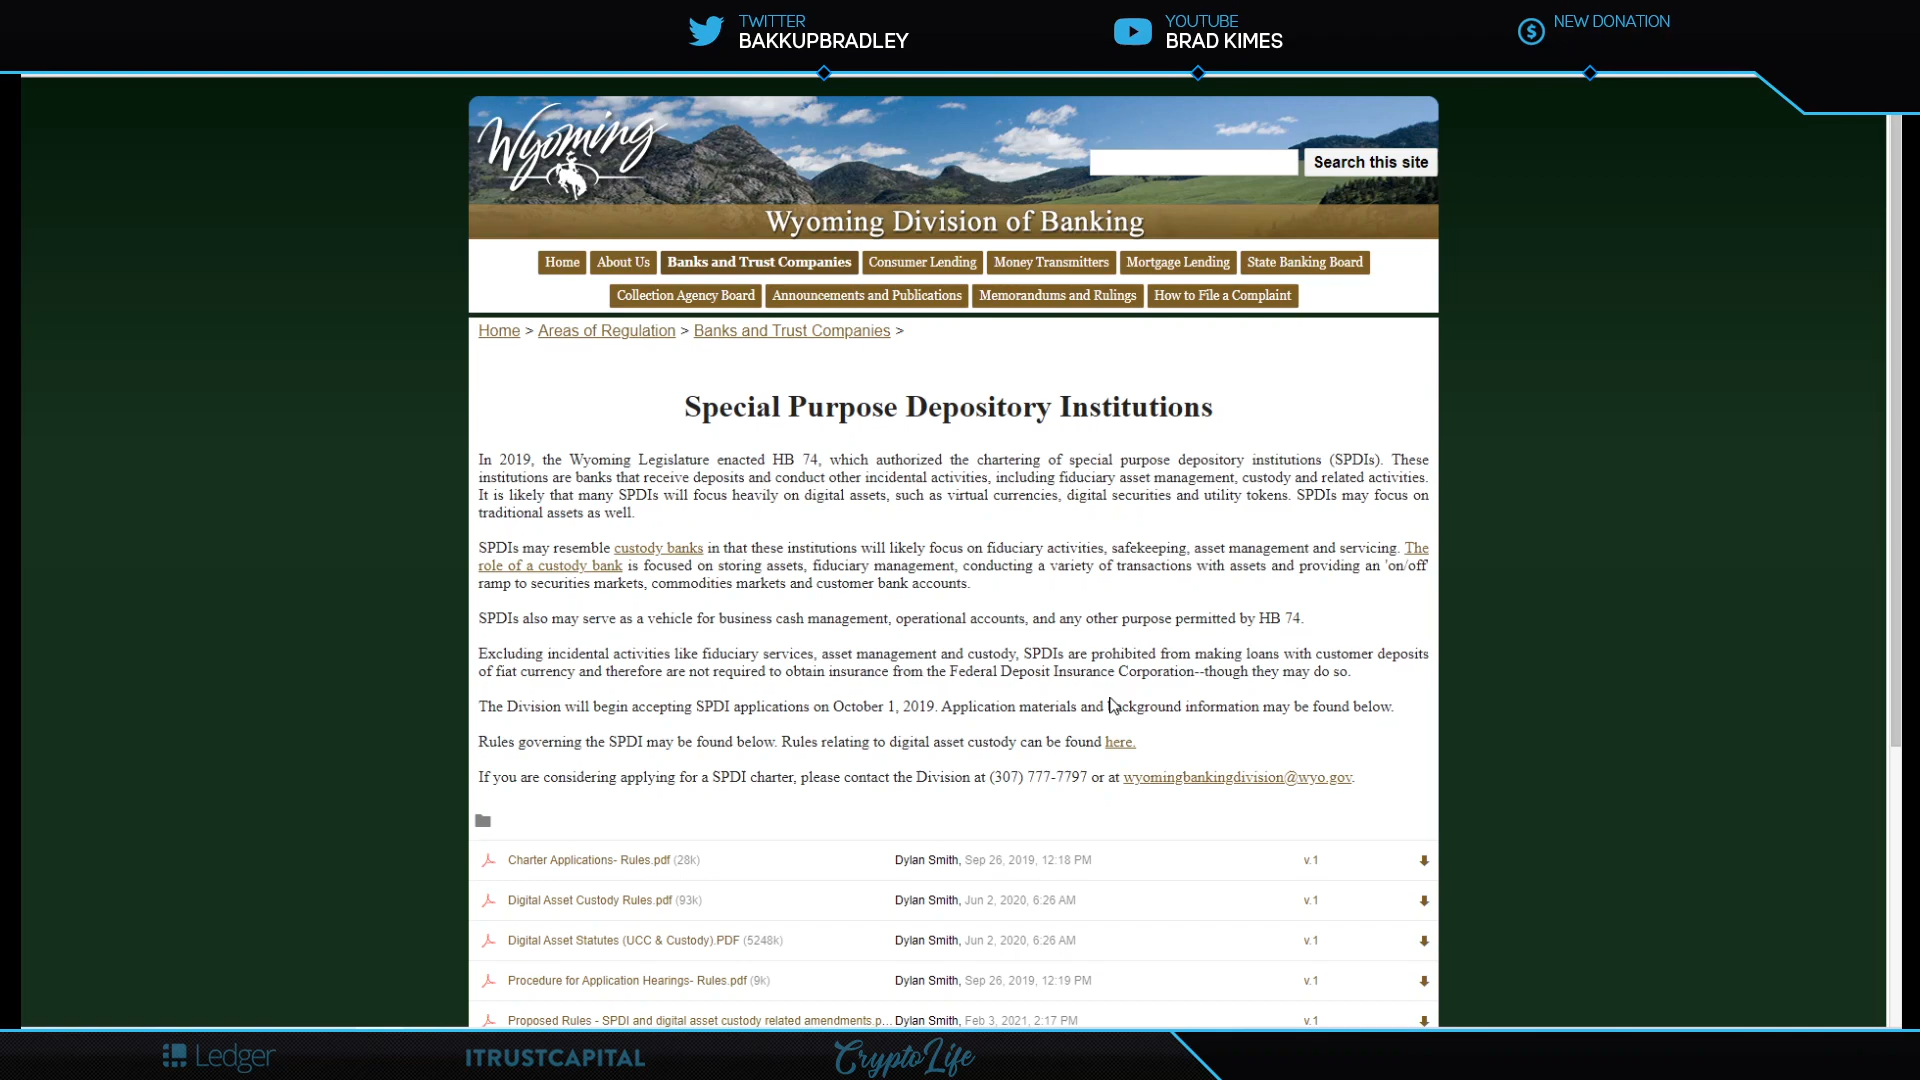 TWITTER
BAKKUPBRADLEY
YOUTUBE
BRAD KIMES
NEW DONATION
Wyoming
Search this site
Wyoming Division of Banking
Home About Us Banks and Trust Companies Consumer Lending Money Transmitters Mortgage Lending State Banking Board
Collection Agency Board Announcements and Publications Memorandums and Rulings How to File a Complaint
Home > Areas of Regulation > Banks and Trust Companies >
Special Purpose Depository Institutions
In 2019, the Wyoming Legislature enacted HB 74, which authorized the chartering of special purpose depository institutions (SPDIs). These
institutions are banks that receive deposits and conduct other incidental activities, including fiduciary asset management, custody and related activities.
It is likely that many SPDIs will focus heavily on digital assets, such as virtual currencies, digital securities and utility tokens. SPDIs may focus on
traditional assets as well.
SPDIs may resemble custody banks in that these institutions will likely focus on fiduciary activities, safekeeping, asset management and servicing. The
role of a custody bank is focused on storing assets, fiduciary management, conducting a variety of transactions with assets and providing an 'on/off'
ramp to securities markets, commodities markets and customer bank accounts.
SPDIs also may serve as a vehicle for business cash management, operational accounts, and any other purpose permitted by HB 74.
Excluding incidental activities like fiduciary services, asset management and custody, SPDIs are prohibited from making loans with customer deposits
of fiat currency and therefore are not required to obtain insurance from the Federal Deposit Insurance Corporation--though they may do so.
The Division will begin accepting SPDI applications on October 1, 2019. Application materials and background information may be found below.
Rules governing the SPDI may be found below. Rules relating to digital asset custody can be found here.
If you are considering applying for a SPDI charter, please contact the Division at (307) 777-7797 or at wyomingbankingdivision@wyo.gov.
Charter Applications- Rules.pdf (28k) Dylan Smith, Sep 26, 2019, 12:18 PM v.1
Digital Asset Custody Rules.pdf (93k) Dylan Smith, Jun 2, 2020, 6:26 AM v.1
Digital Asset Statutes (UCC & Custody).PDF (5248k) Dylan Smith, Jun 2, 2020, 6:26 AM v.1
Procedure for Application Hearings- Rules.pdf (9k) Dylan Smith, Sep 26, 2019, 12:19 PM v.1
Proposed Rules - SPDI and digital asset custody related amendments.p... Dylan Smith, Feb 3, 2021, 2:17 PM v.1
Ledger ITRUSTCAPITAL CryptoLife